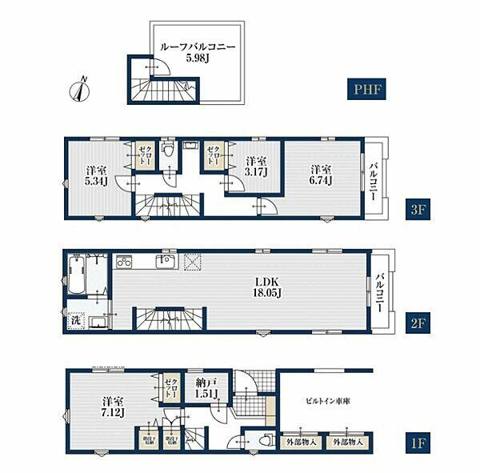 ルーフバルコニー
5.98J
N
PHF
洋室
5.34J
クロー
ゼット
クロー
ゼット
洋室
3.17J
洋室
6.74J
バルコニー
3F
洗
LDK
18.05J
バルコニー
2F
洋室
7.12J
クロー
ゼット
納戸
1.51J
ビルトイン車庫
外部物入
外部物入
1F